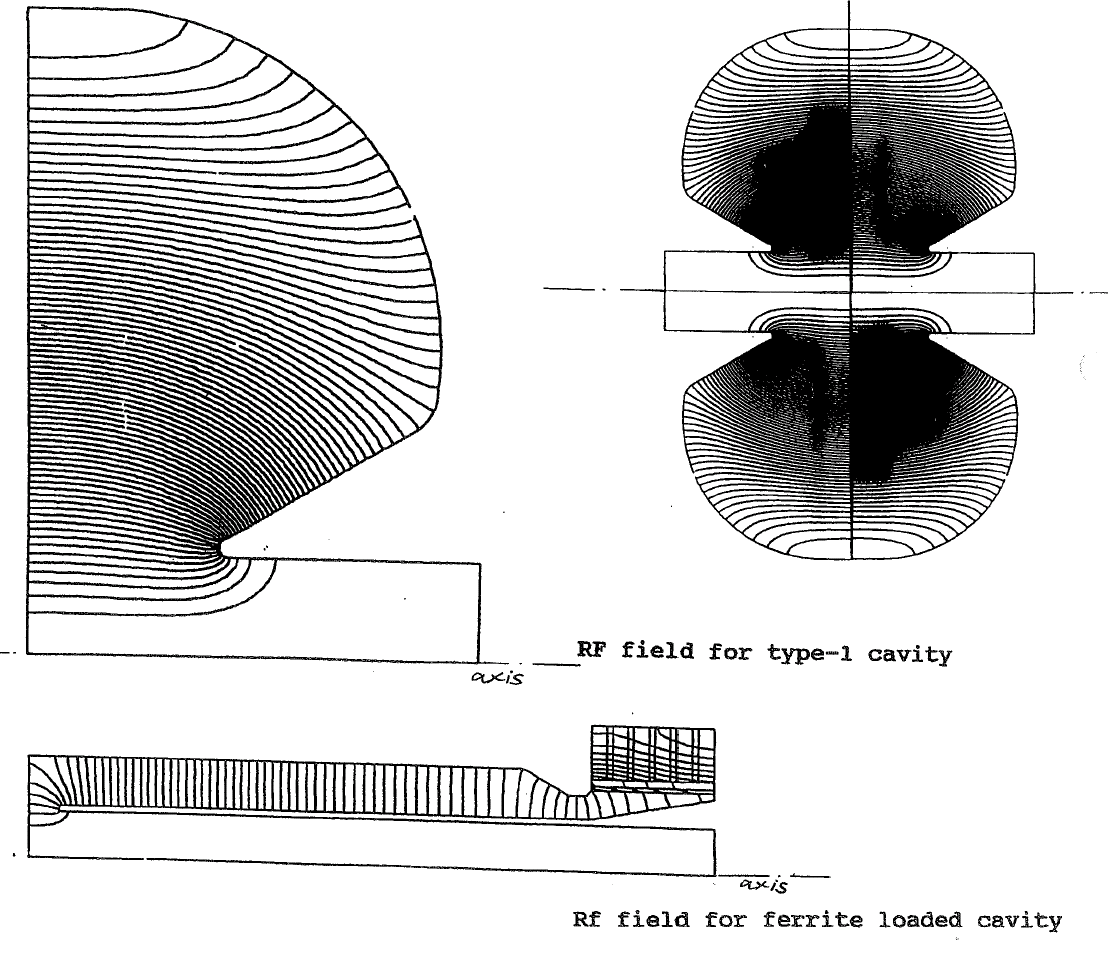 RF field for type-1 cavity
axis
axis
Rf field for ferrite loaded cavity